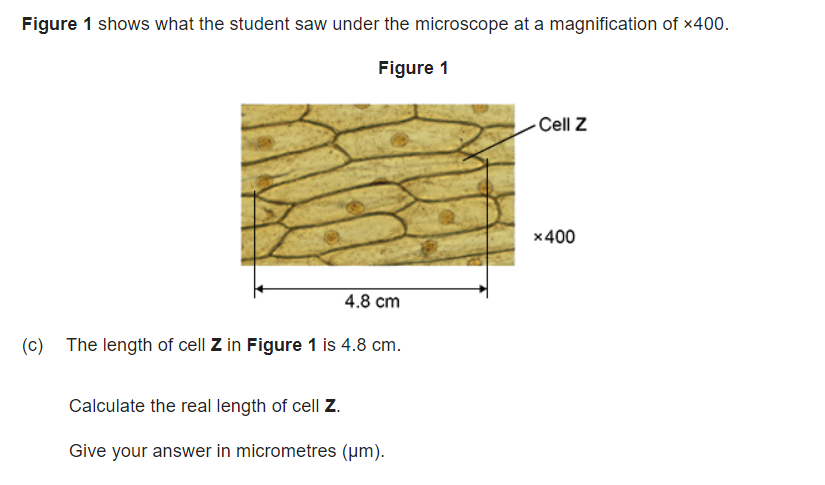 Figure 1 shows what the student saw under the microscope at a magnification of ×400.
Figure 1
Cell Z
×400
4.8 cm
(c) The length of cell Z in Figure 1 is 4.8 cm.
Calculate the real length of cell Z.
Give your answer in micrometres (µm).